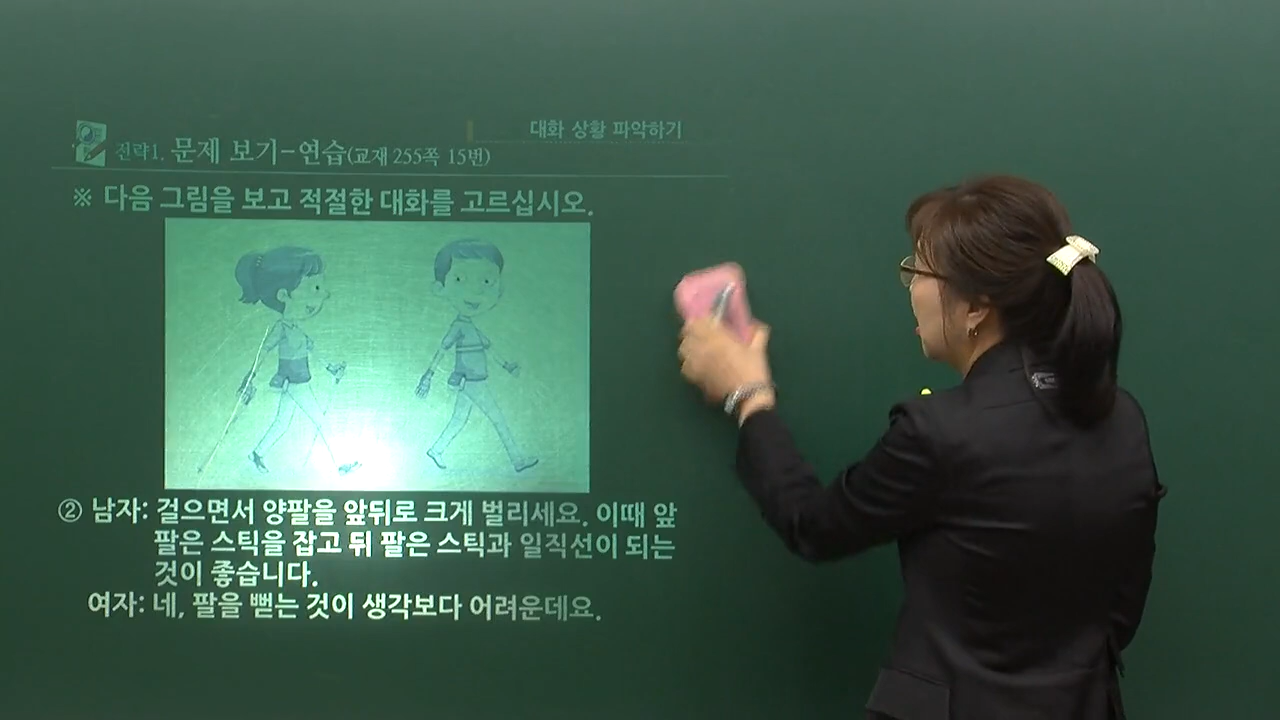 대화 상황 파악하기
전략1. 문제 보기-연습(교재 255쪽 15번)
※ 다음 그림을 보고 적절한 대화를 고르십시오.
② 남자: 걸으면서 양팔을 앞뒤로 크게 벌리세요. 이때 앞
팔은 스틱을 잡고 뒤 팔은 스틱과 일직선이 되는
것이 좋습니다.
여자: 네, 팔을 뻗는 것이 생각보다 어려운데요.